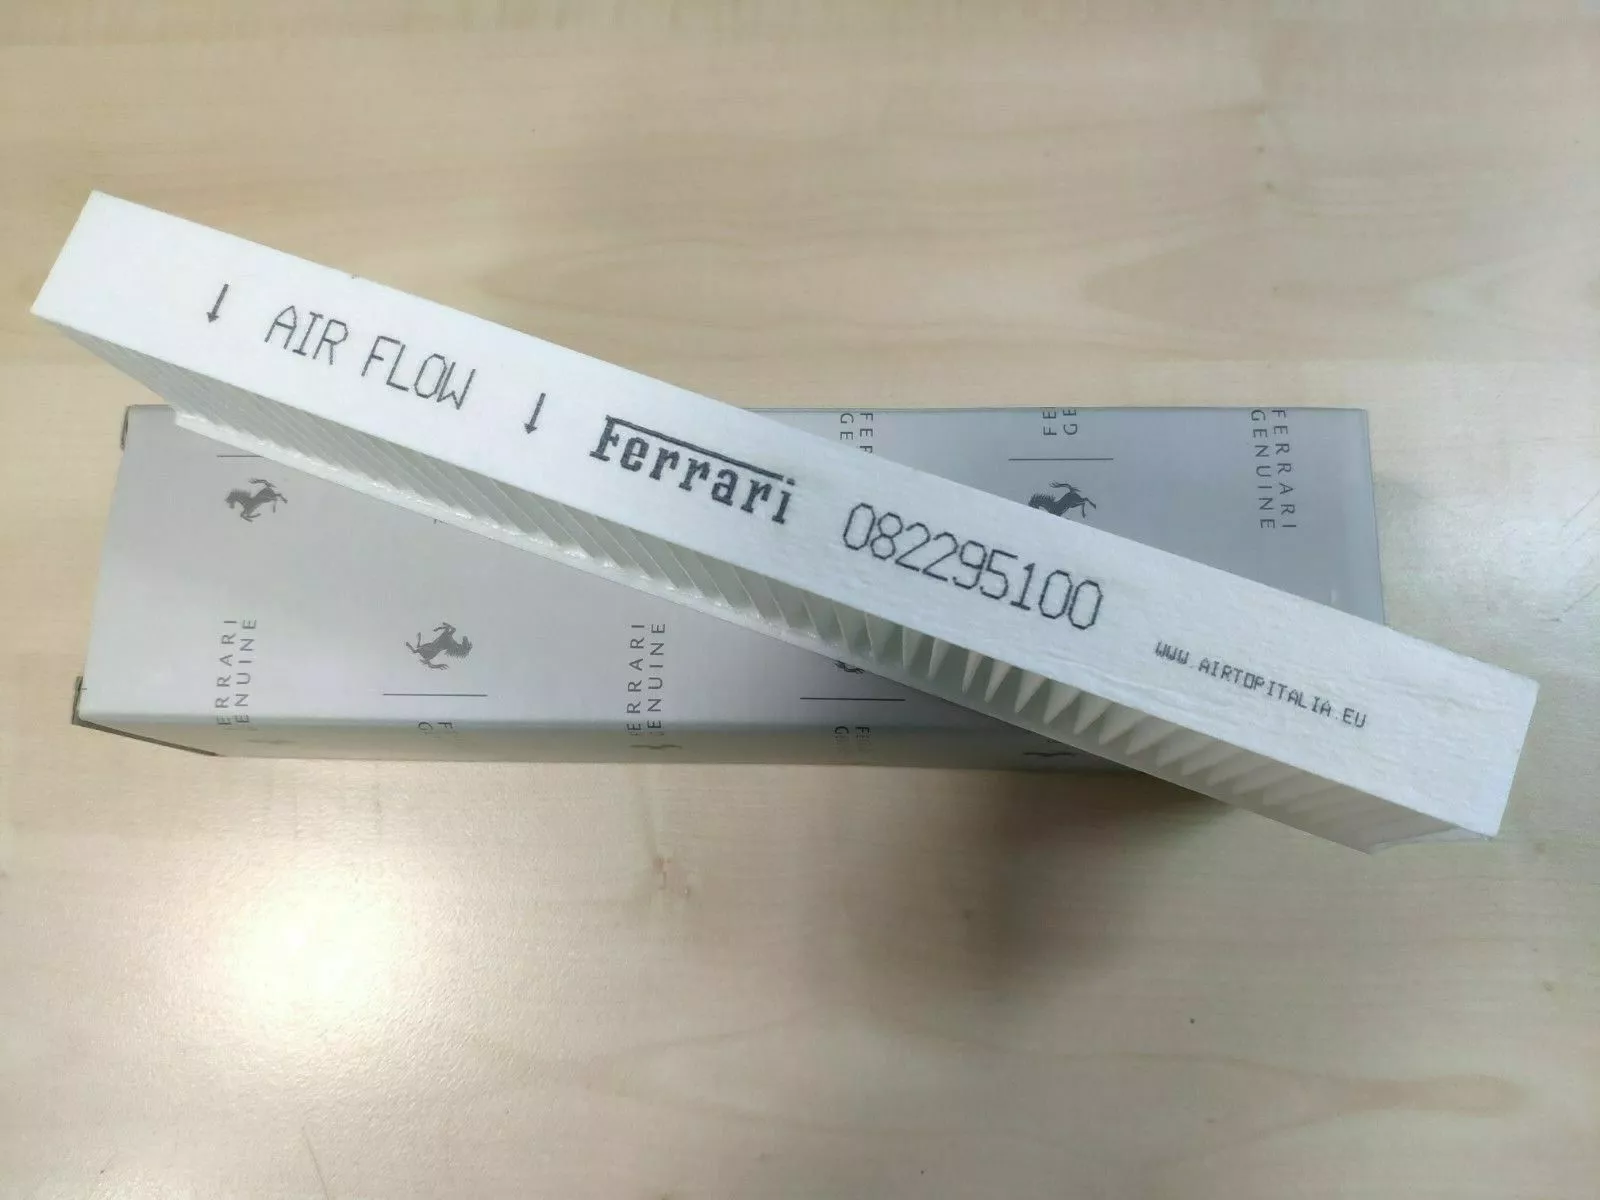 ↓ AIR FLOW ↓ Ferrari 082295100 WWW.AIRTOPITALIA.EU
FERRARI
GENUINE
FERRARI
GENUINE